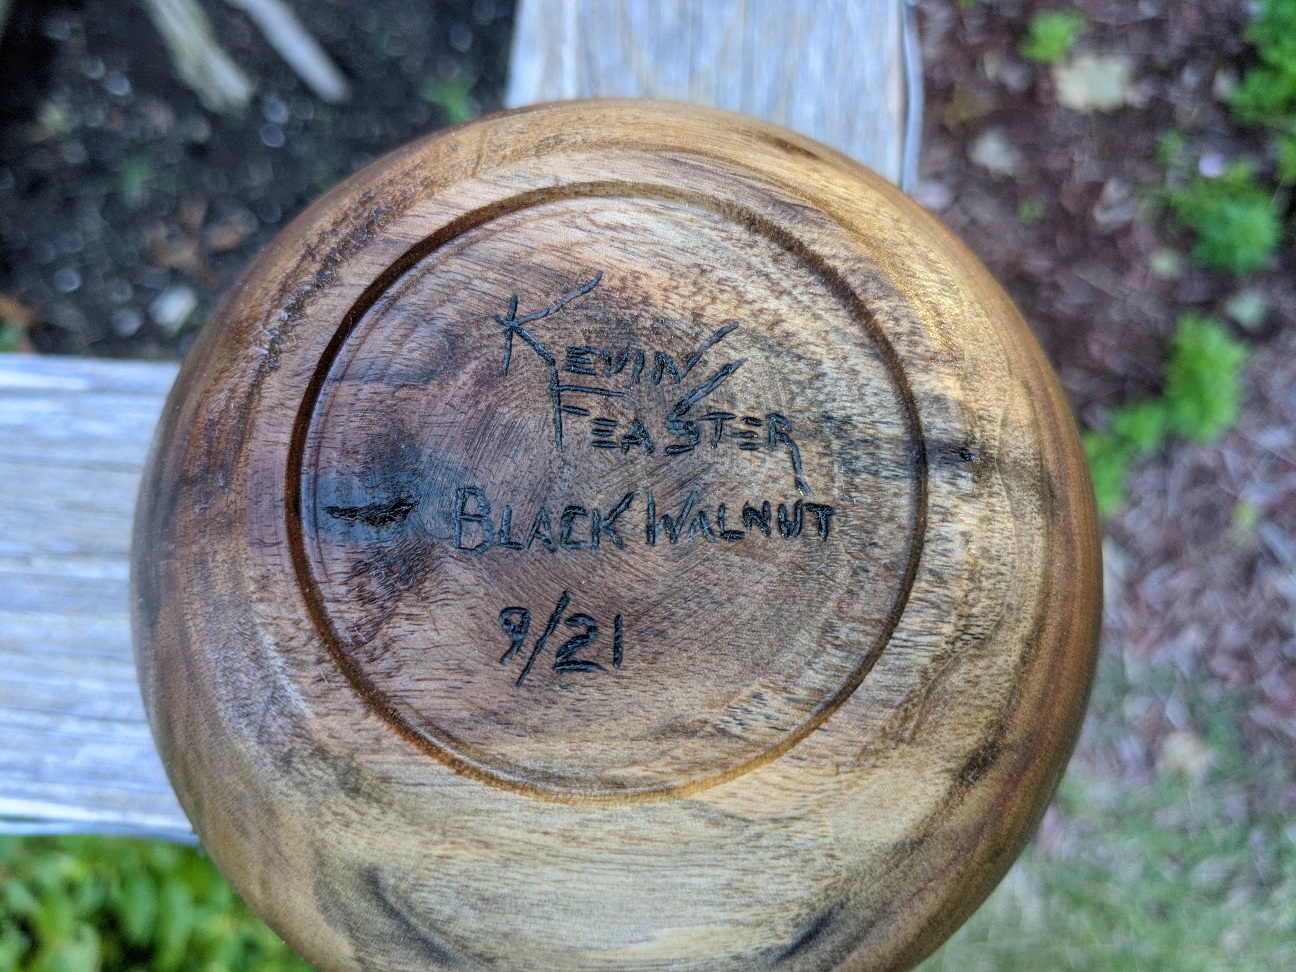 KEVIN
FEASTER
BLACK WALNUT
9/21